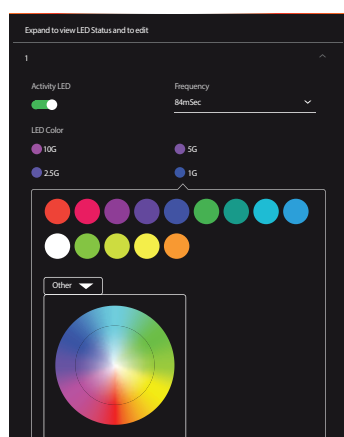 Expand to view LED Status and to edit
1
Activity LED
Frequency
84mSec
LED Color
10G
5G
2.5G
1G
Other